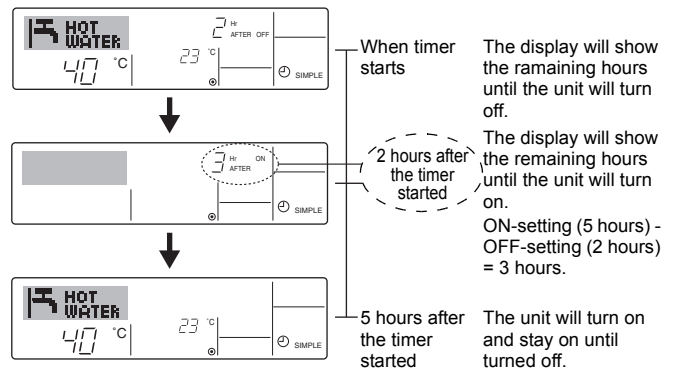 HOT
WATER
2 Hr
AFTER OFF
40 °C
23 °C
SIMPLE
When timer
starts
The display will show
the ramaining hours
until the unit will turn
off.
3 Hr ON
AFTER
SIMPLE
2 hours after
the timer
started
The display will show
the remaining hours
until the unit will turn
on.
ON-setting (5 hours) -
OFF-setting (2 hours)
= 3 hours.
HOT
WATER
40 °C
23 °C
SIMPLE
5 hours after
the timer
started
The unit will turn on
and stay on until
turned off.